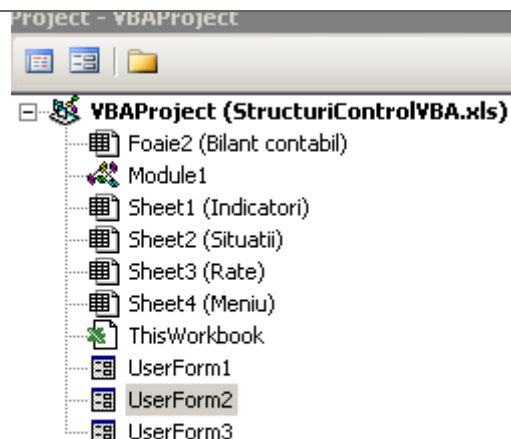 Project - VBAProject
VBAProject (StructuriControlVBA.xls)
Foaie2 (Bilant contabil)
Module1
Sheet1 (Indicatori)
Sheet2 (Situatii)
Sheet3 (Rate)
Sheet4 (Meniu)
ThisWorkbook
UserForm1
UserForm2
UserForm3